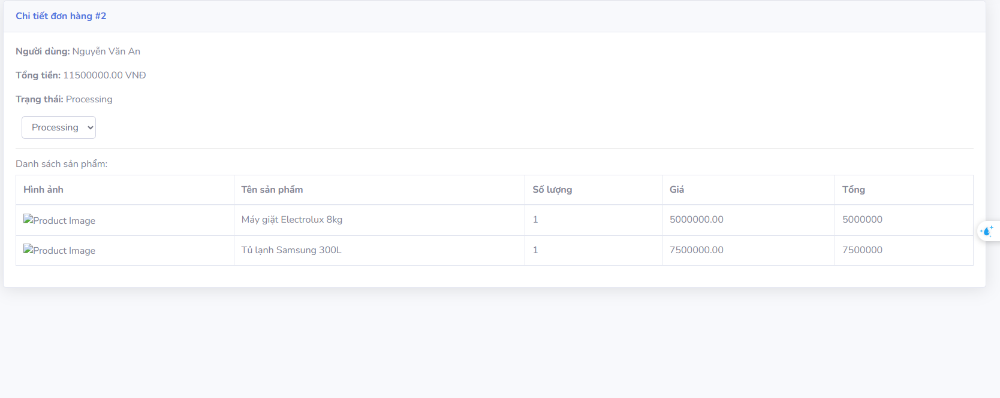 Chi tiết đơn hàng #2
Người dùng: Nguyễn Văn An
Tổng tiền: 11500000.00 VNĐ
Trạng thái: Processing
Processing
Danh sách sản phẩm:
Hình ảnh Tên sản phẩm Số lượng Giá Tổng
Product Image Máy giặt Electrolux 8kg 1 5000000.00 5000000
Product Image Tủ lạnh Samsung 300L 1 7500000.00 7500000